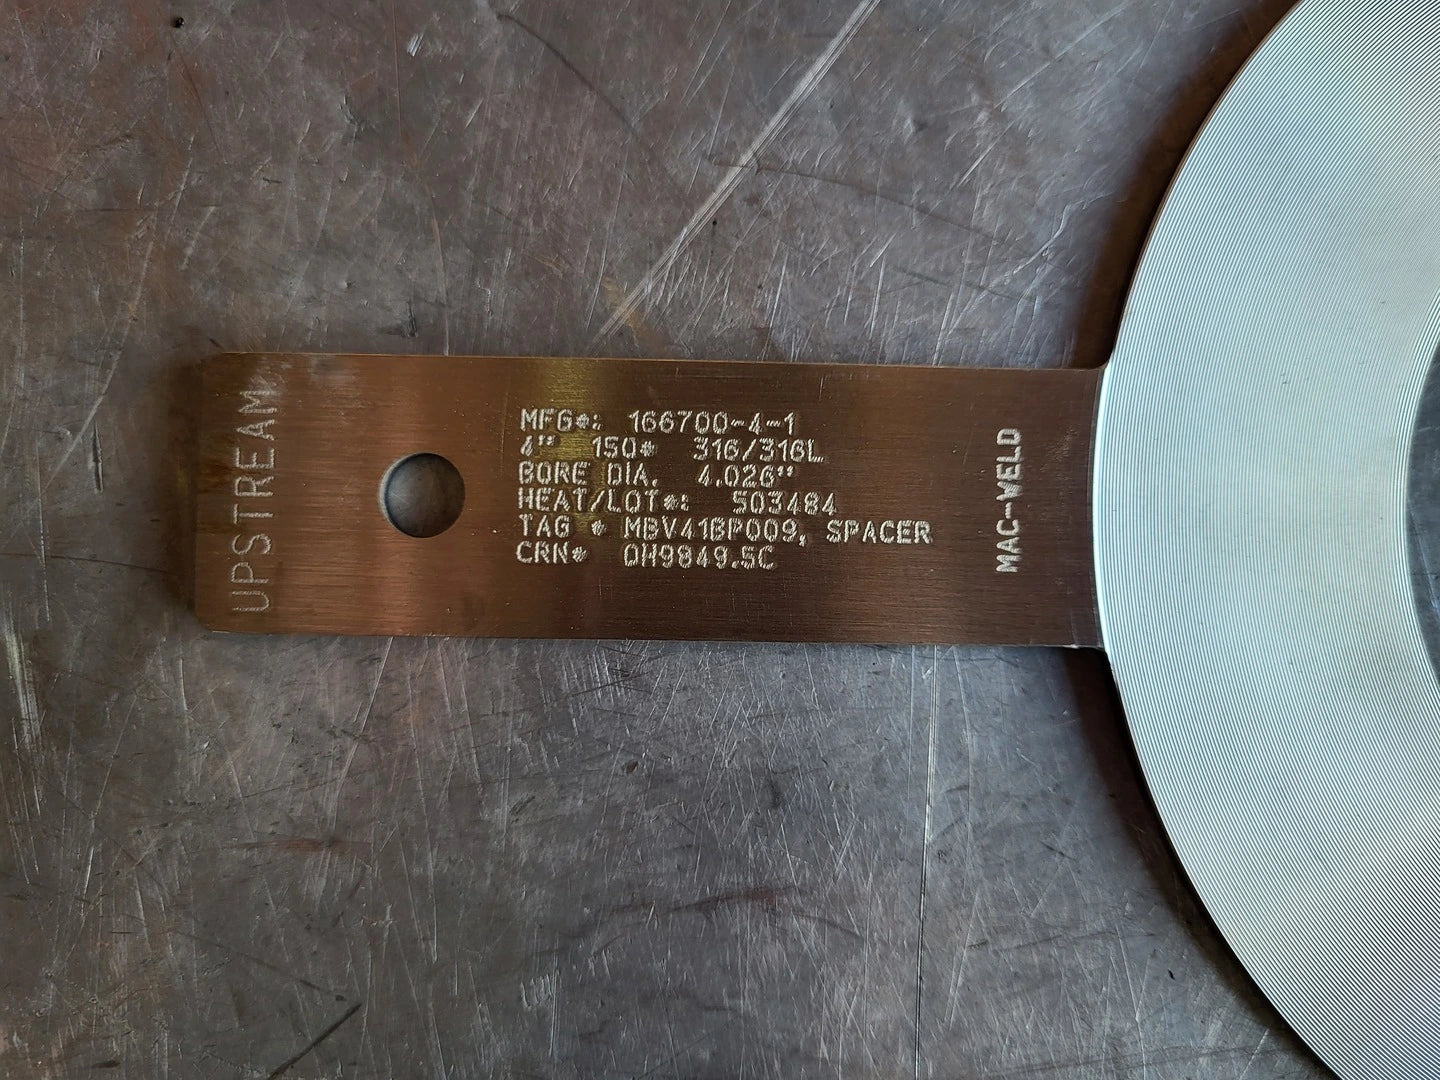 UPSTREAM
MFG#: 166700-4-1
4" 150# 316/316L
BORE DIA. 4.026"
HEAT/LOT#: 503484
TAG # MBV41BP009, SPACER
CRN# 0H9849.5C
MAC-WELD